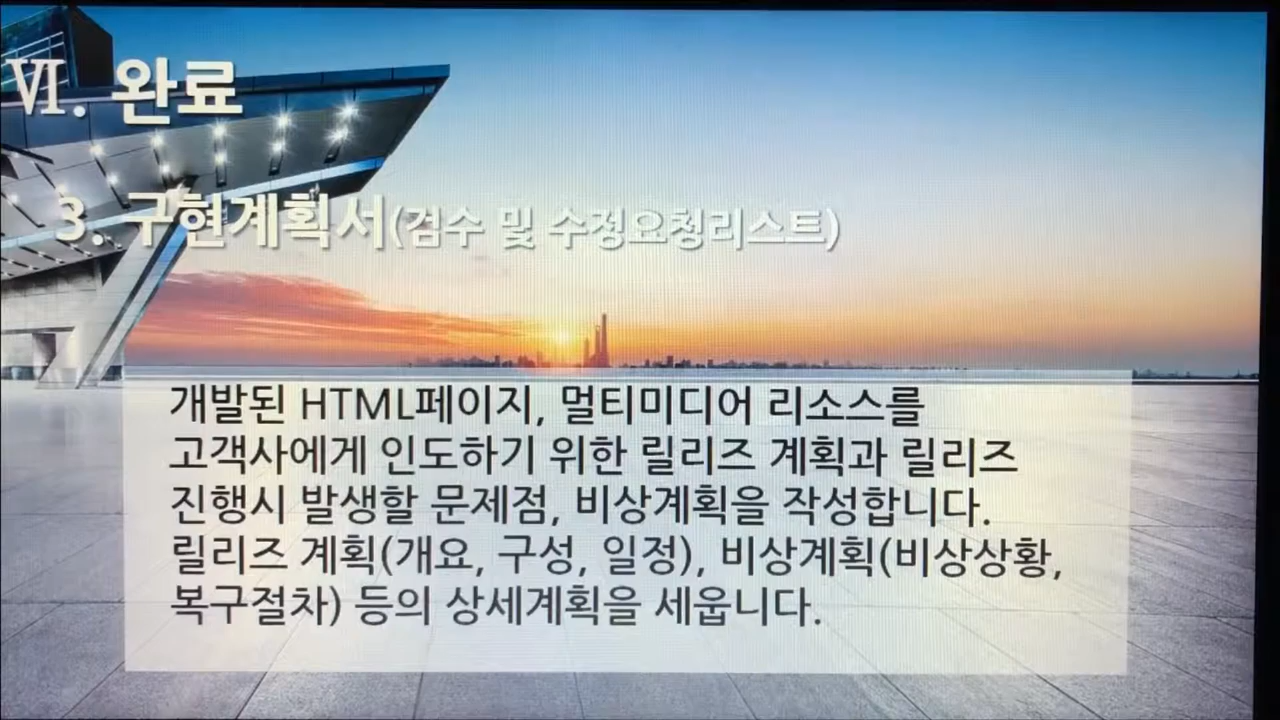 Ⅵ. 완료
3. 구현계획서(검수 및 수정요청리스트)
개발된 HTML페이지, 멀티미디어 리소스를
고객사에게 인도하기 위한 릴리즈 계획과 릴리즈
진행시 발생할 문제점, 비상계획을 작성합니다.
릴리즈 계획(개요, 구성, 일정), 비상계획(비상상황,
복구절차) 등의 상세계획을 세웁니다.